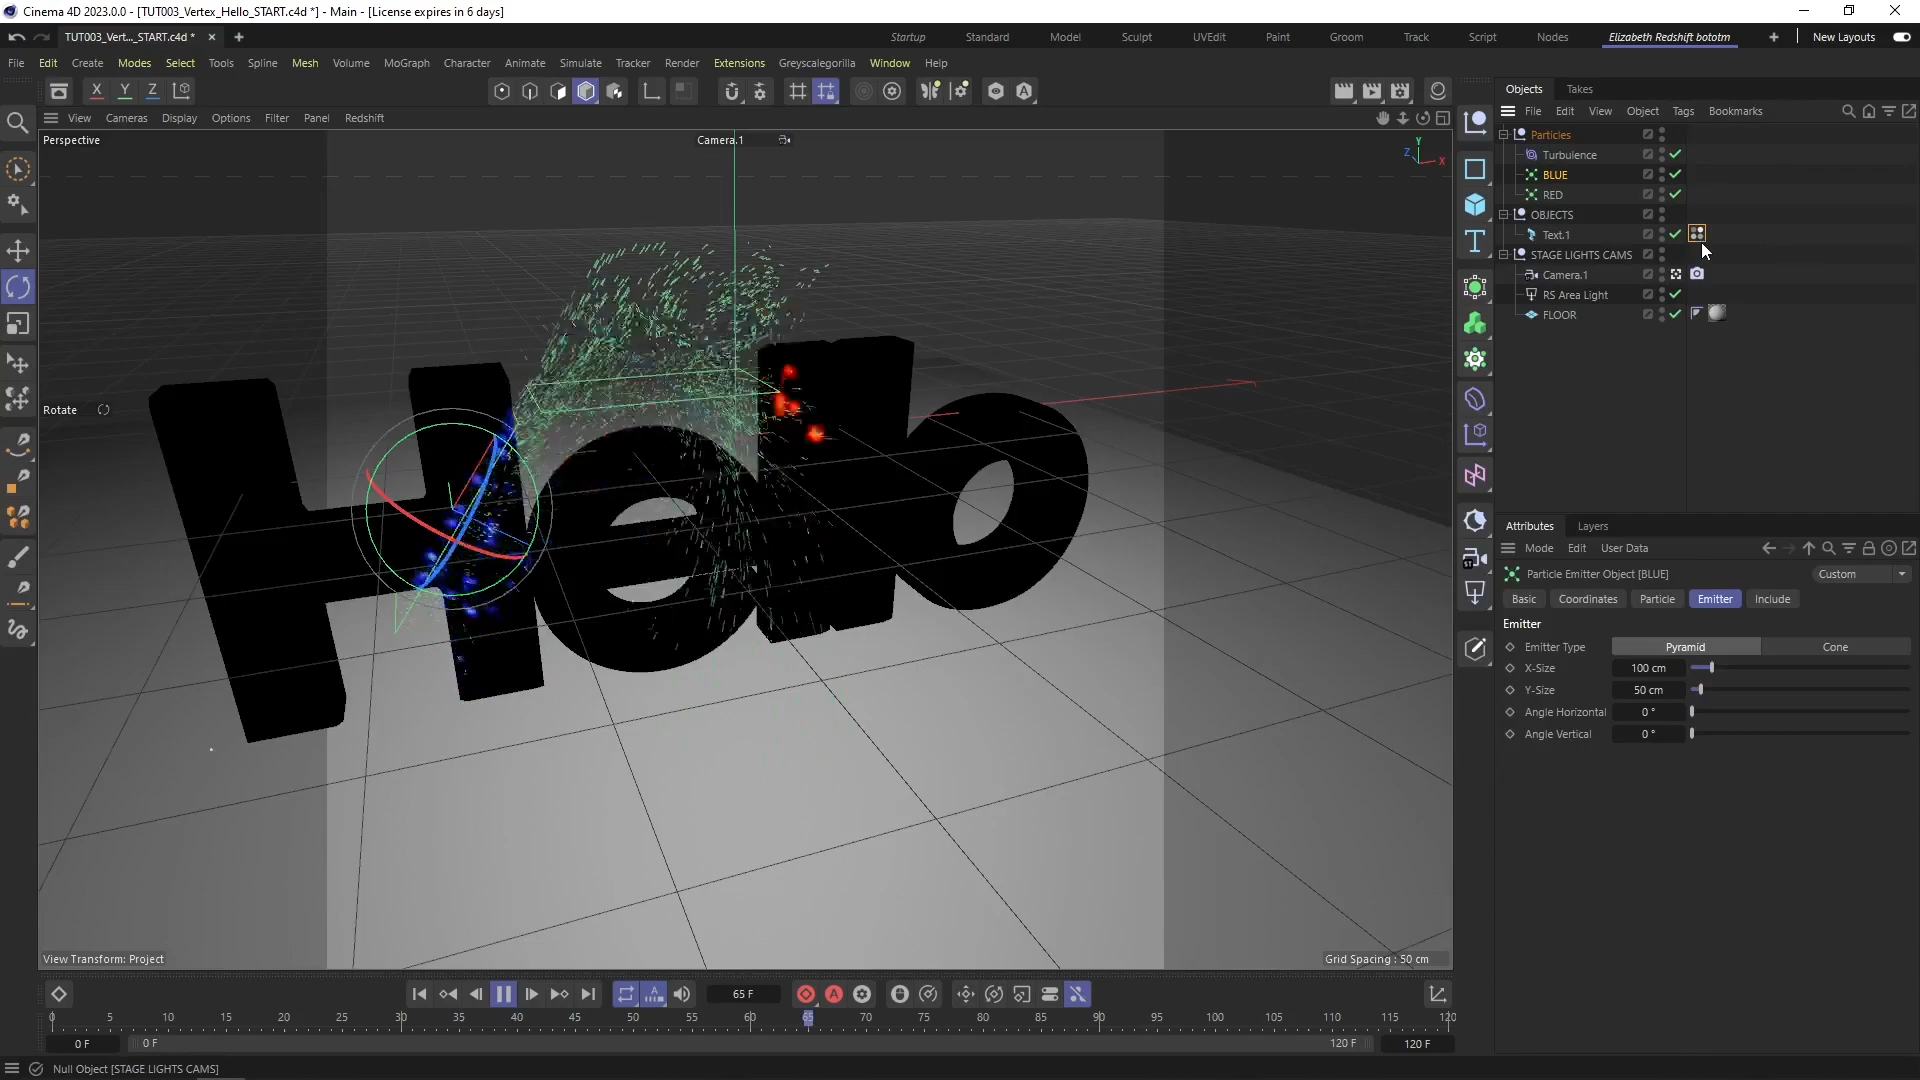 Cinema 4D 2023.0.0 - [TUT003_Vertex_Hello_START.c4d *] - Main - [License expires in 6 days]
TUT003_Vert..._START.c4d *
Startup Standard Model Sculpt UVEdit Paint Groom Track Script Nodes Elizabeth Redshift bototm New Layouts
File Edit Create Modes Select Tools Spline Mesh Volume MoGraph Character Animate Simulate Tracker Render Extensions Greyscalegorilla Window Help
X Y Z
Objects Takes
File Edit View Object Tags Bookmarks
View Cameras Display Options Filter Panel Redshift
Perspective
Camera.1
Y
Z
X
Particles
Turbulence
BLUE
RED
OBJECTS
Text.1
STAGE LIGHTS CAMS
Camera.1
RS Area Light
FLOOR
Rotate
Hello
Attributes Layers
Mode Edit User Data
Particle Emitter Object [BLUE]
Custom
Basic Coordinates Particle Emitter Include
Emitter
Emitter Type Pyramid Cone
X-Size 100 cm
Y-Size 50 cm
Angle Horizontal 0 °
Angle Vertical 0 °
View Transform: Project
Grid Spacing : 50 cm
65 F
0 5 10 15 20 25 30 35 40 45 50 55 60 65 70 75 80 85 90 95 100 105 110 115 120
0 F 0 F 120 F 120 F
Null Object [STAGE LIGHTS CAMS]